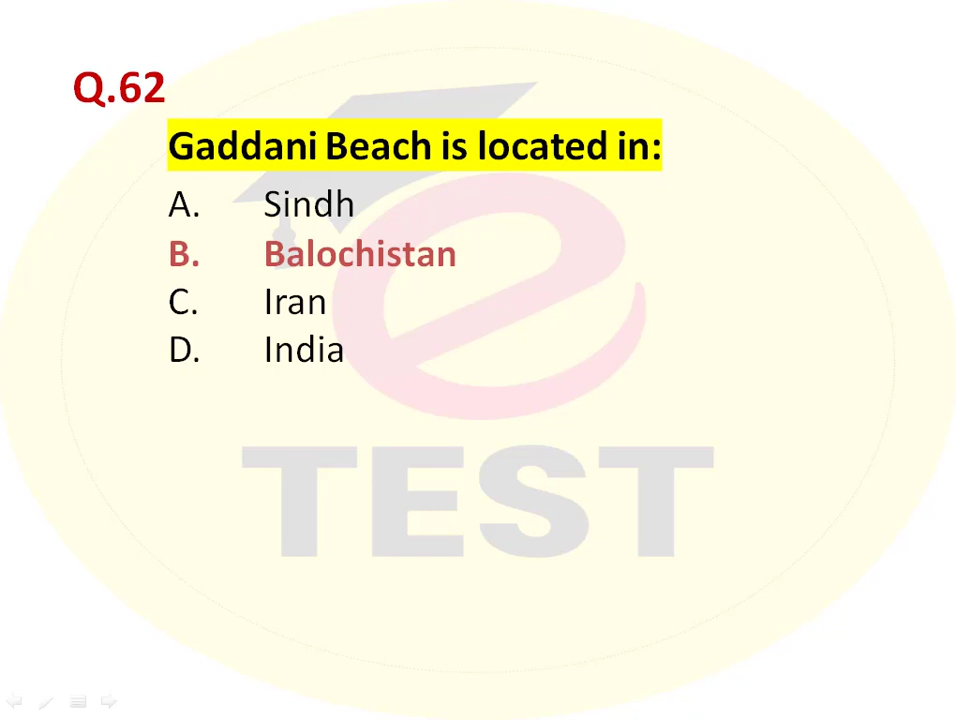 Q.62
Gaddani Beach is located in:
A. Sindh
B. Balochistan
C. Iran
D. India
e
TEST